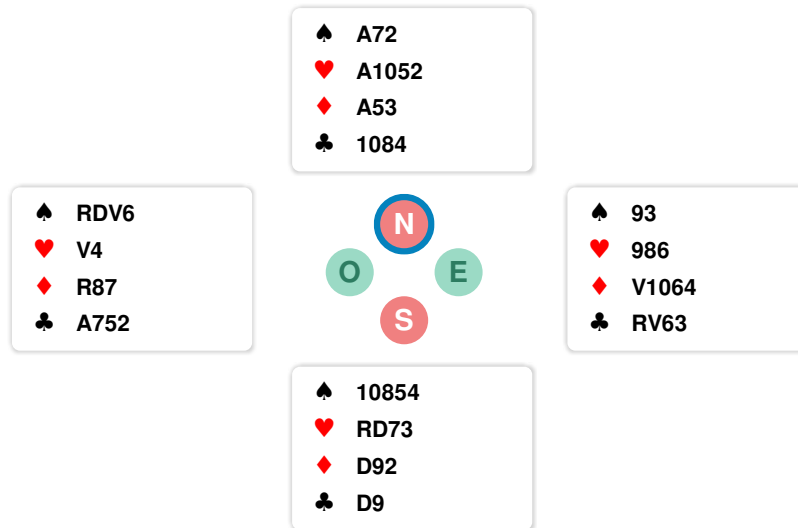 ♠ A72
♥ A1052
♦ A53
♣ 1084
♠ RDV6
♥ V4
♦ R87
♣ A752
N
O E
S
♠ 93
♥ 986
♦ V1064
♣ RV63
♠ 10854
♥ RD73
♦ D92
♣ D9